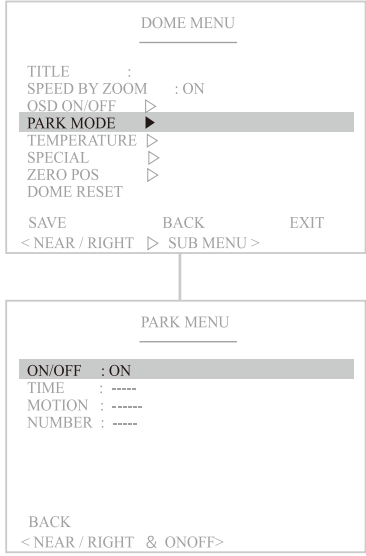 DOME MENU
TITLE :
SPEED BY ZOOM : ON
OSD ON/OFF ▷
PARK MODE ▶
TEMPERATURE ▷
SPECIAL ▷
ZERO POS ▷
DOME RESET
SAVE BACK EXIT
< NEAR / RIGHT ▷ SUB MENU >
PARK MENU
ON/OFF : ON
TIME : -----
MOTION : ------
NUMBER : -----
BACK
< NEAR / RIGHT & ONOFF>